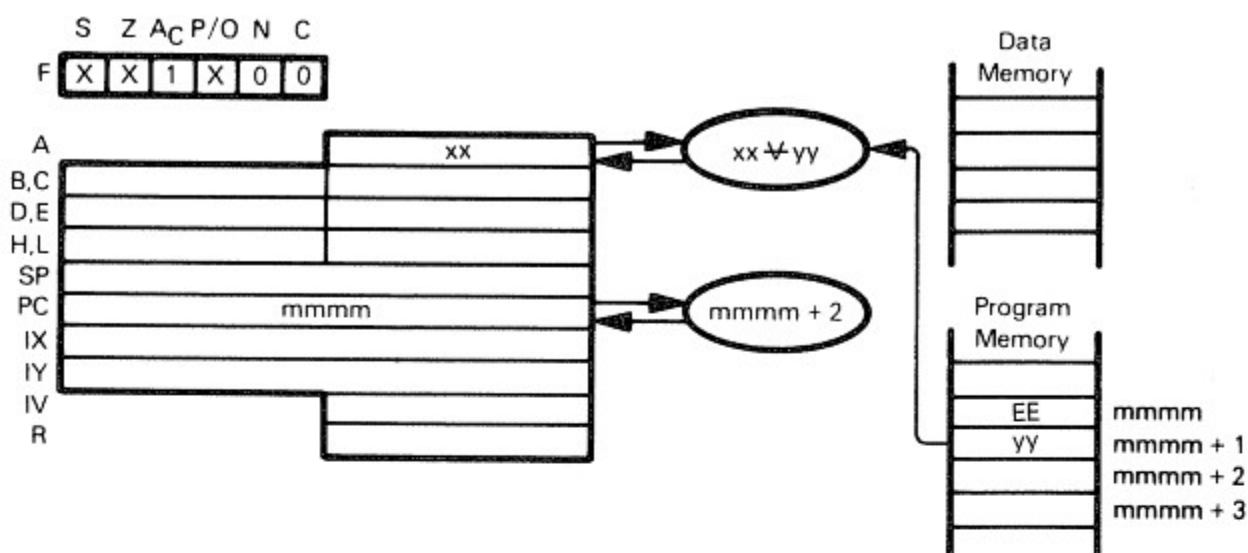 S Z AC P/O N C
F X X 1 X 0 0
A xx
B,C
D,E
H,L
SP
PC mmmm
IX
IY
IV
R
xx ⊻ yy
mmmm + 2
Data
Memory
Program
Memory
EE mmmm
yy mmmm + 1
mmmm + 2
mmmm + 3